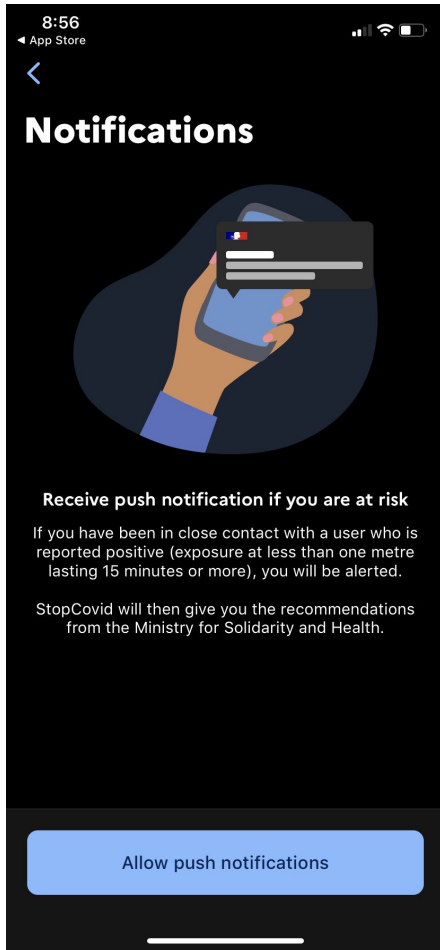 8:56
◀ App Store
Notifications
Receive push notification if you are at risk
If you have been in close contact with a user who is
reported positive (exposure at less than one metre
lasting 15 minutes or more), you will be alerted.
StopCovid will then give you the recommendations
from the Ministry for Solidarity and Health.
Allow push notifications